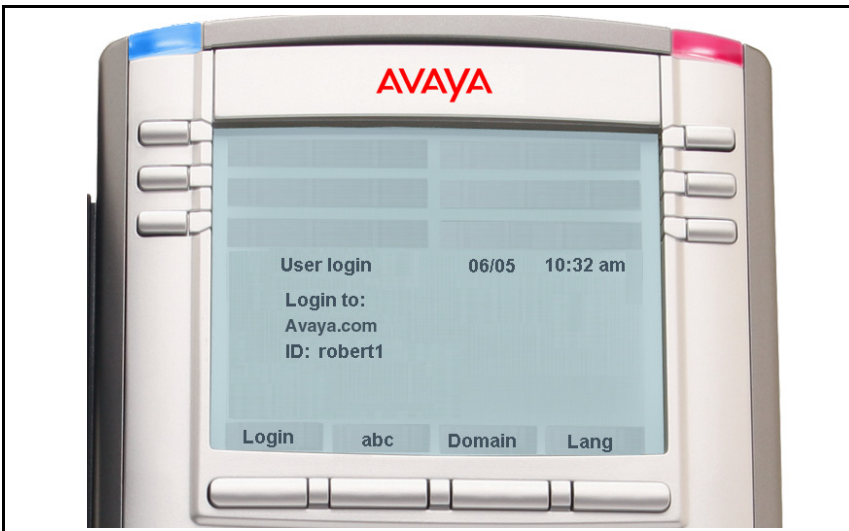 AVAYA
User login 06/05 10:32 am
Login to:
Avaya.com
ID: robert1
Login abc Domain Lang